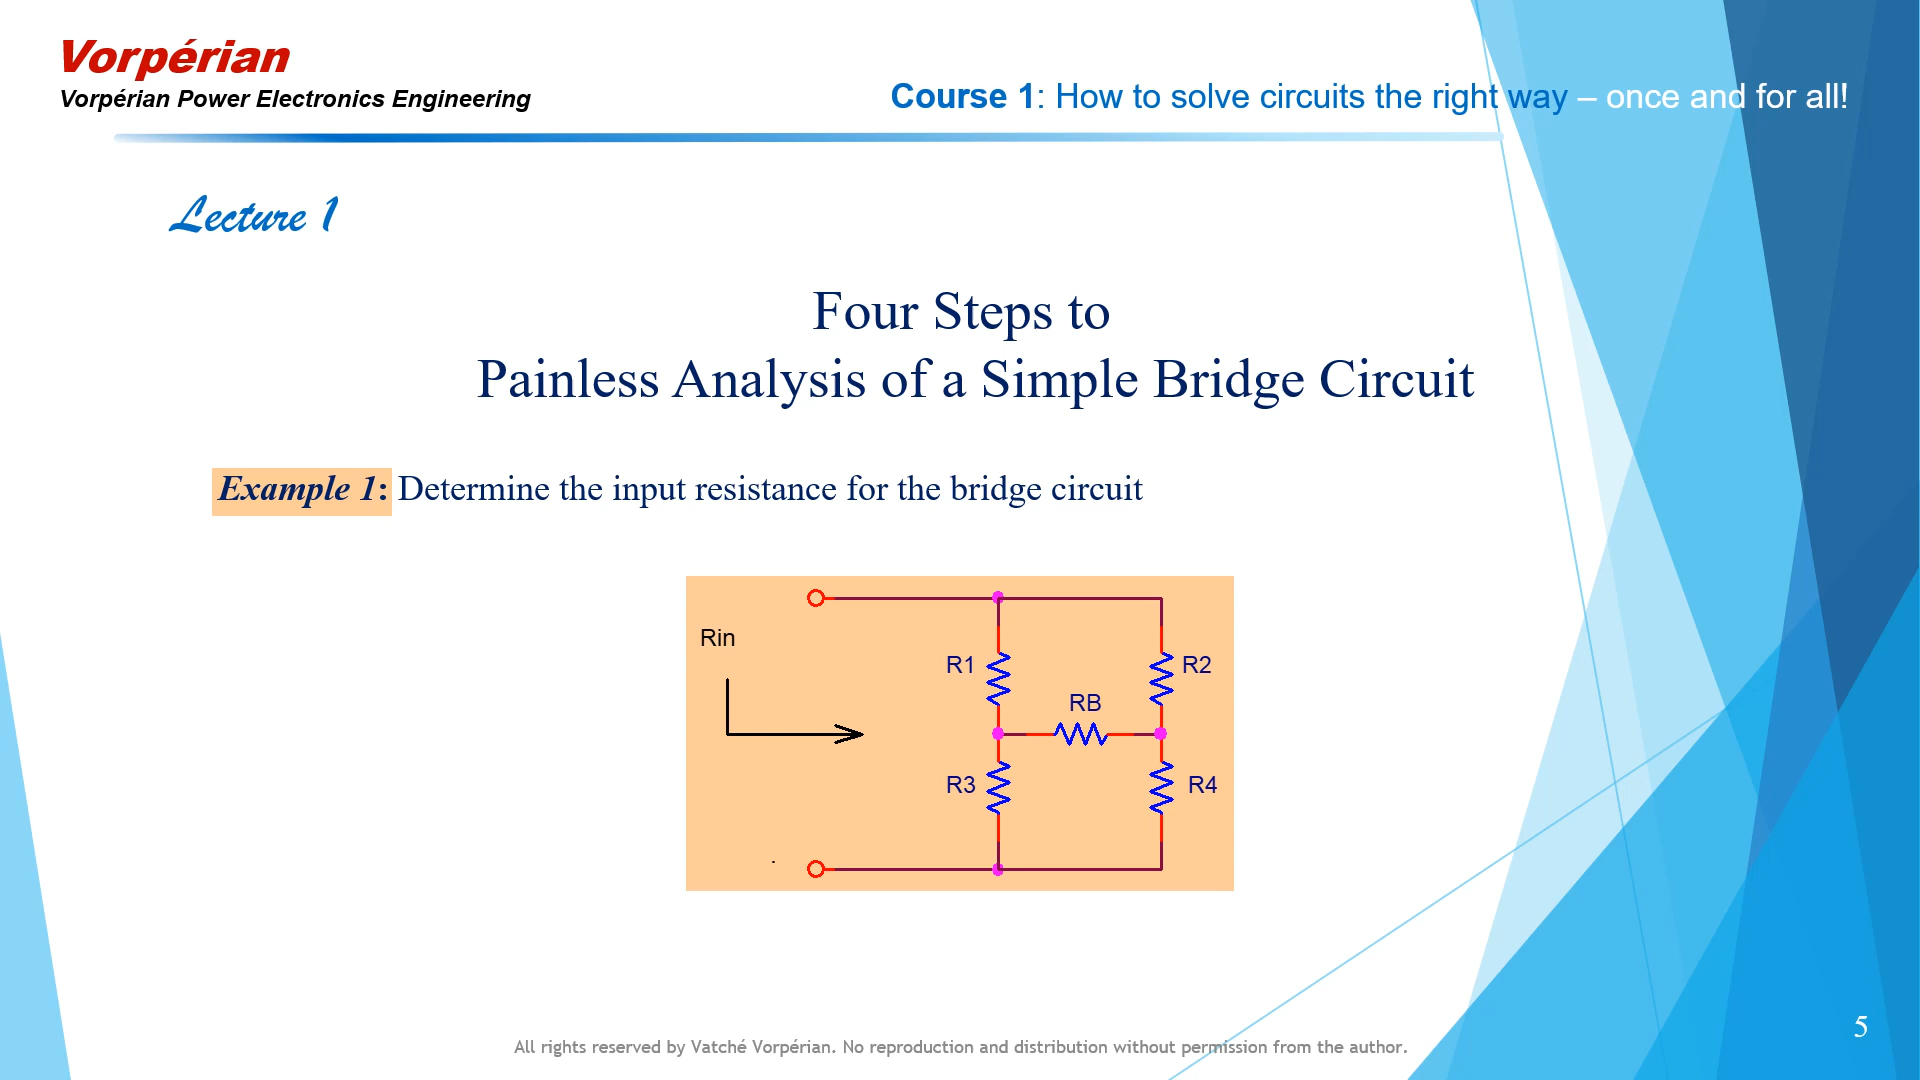 Vorpérian
Vorpérian Power Electronics Engineering
Course 1: How to solve circuits the right way – once and for all!
Lecture 1
Four Steps to
Painless Analysis of a Simple Bridge Circuit
Example 1: Determine the input resistance for the bridge circuit
Rin
R1
R2
RB
R3
R4
All rights reserved by Vatché Vorpérian. No reproduction and distribution without permission from the author.
5